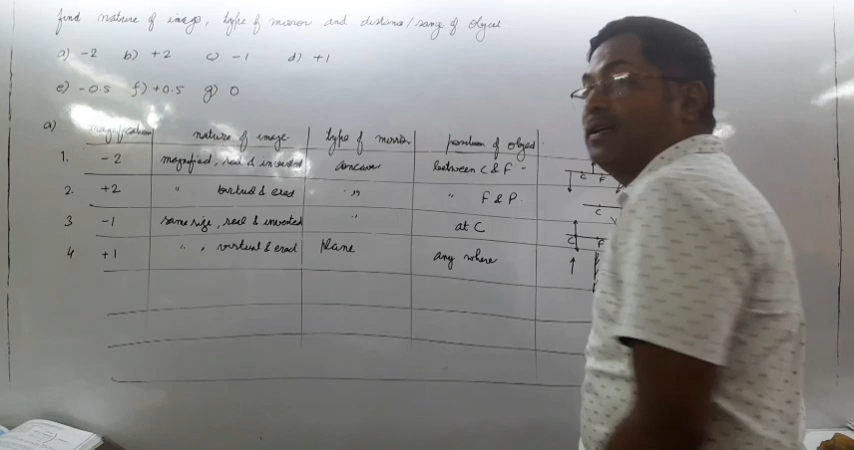 find nature of image, type of mirror and distance/range of object
a) -2 b) +2 c) -1 d) +1
e) -0.5 f) +0.5 g) 0
a) magnification nature of image type of mirror position of object
1. -2 magnified, real & inverted concave between C & F
2. +2 " virtual & erect " " F & P
3 -1 same size, real & inverted " at C
4 +1 " , virtual & erect plane any where
C F
C
C F